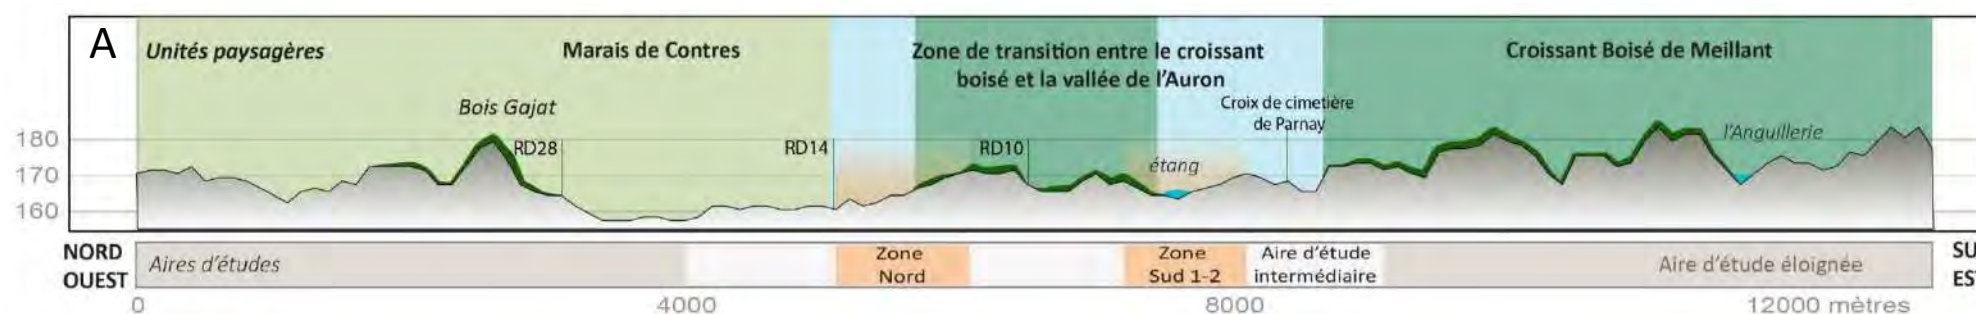 A
Unités paysagères
Marais de Contres
Zone de transition entre le croissant
boisé et la vallée de l'Auron
Croissant Boisé de Meillant
Bois Gajat
Croix de cimetière
de Parnay
l'Anguillerie
180
RD28
RD14
RD10
étang
170
160
NORD
OUEST
Aires d'études
Zone
Nord
Zone
Sud 1-2
Aire d'étude
intermédiaire
Aire d'étude éloignée
SU
ES
0
4000
8000
12000 mètres